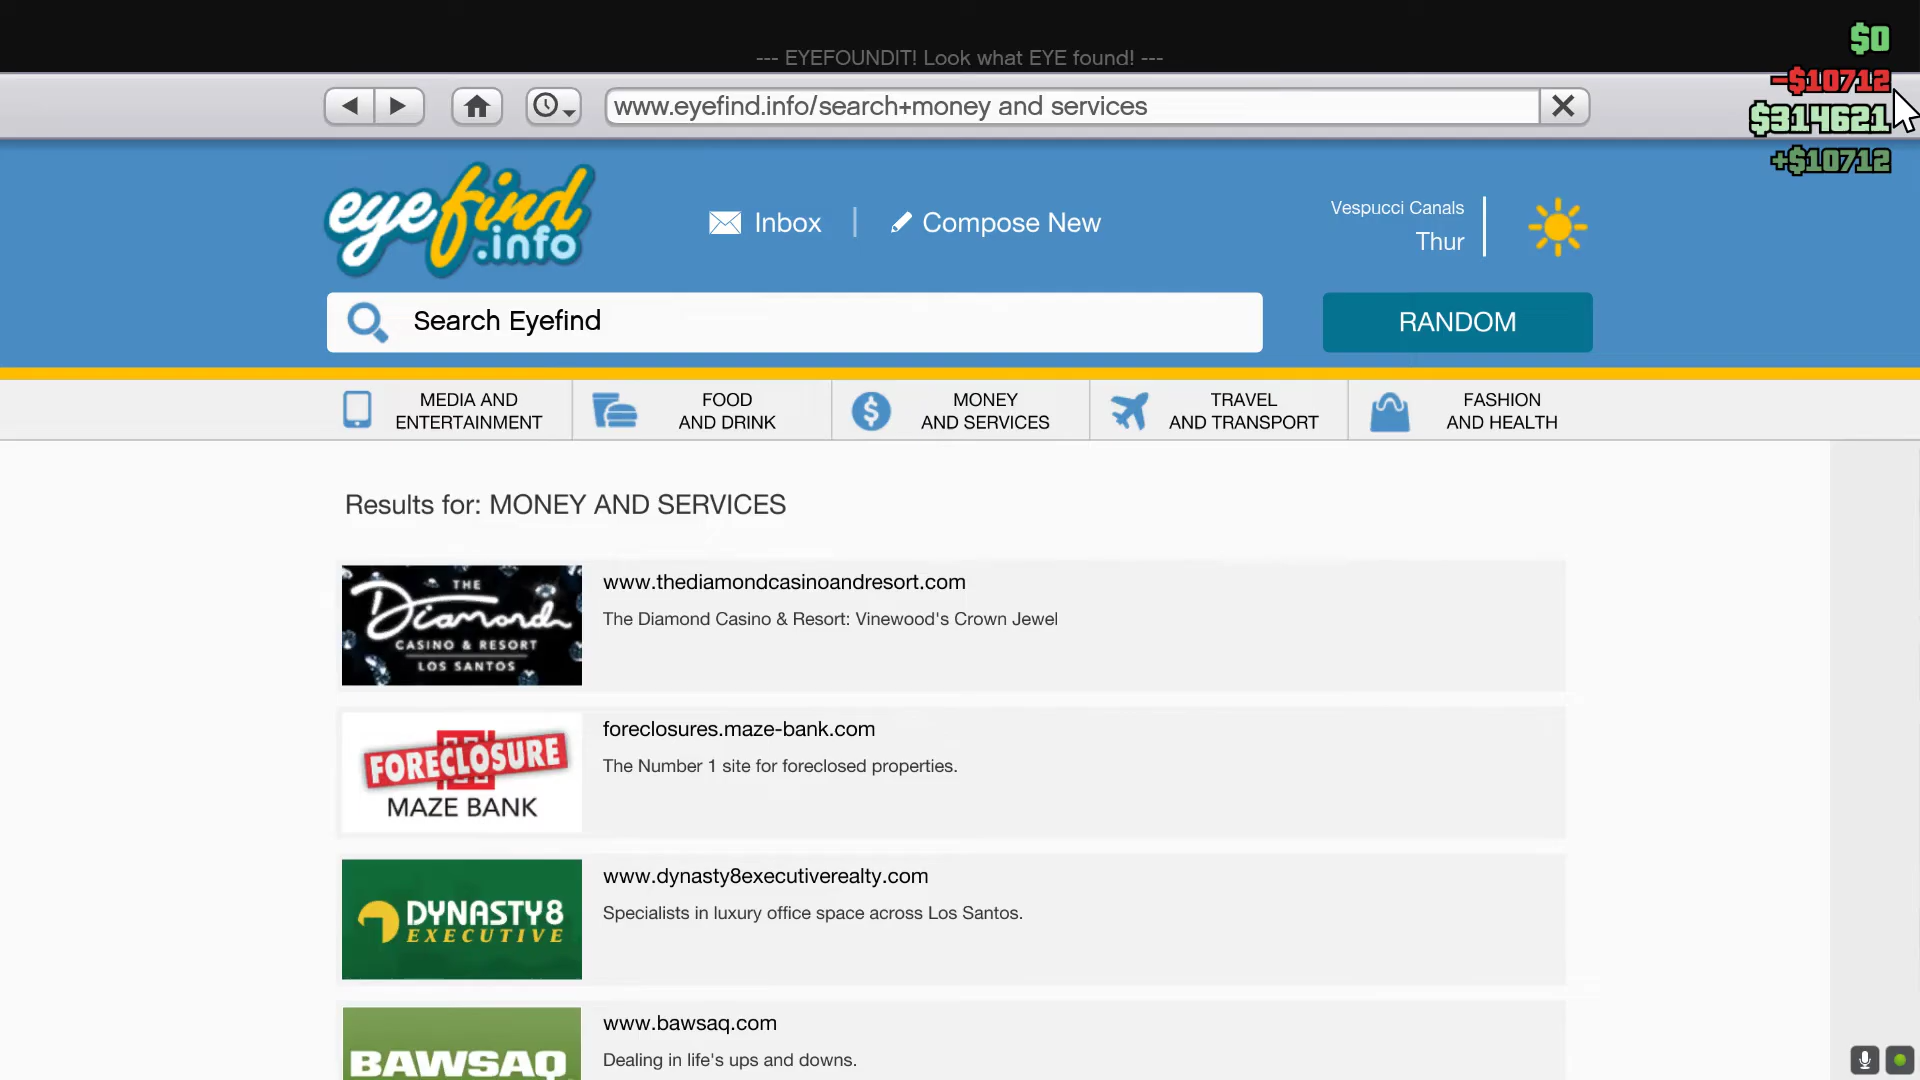 --- EYEFOUNDIT! Look what EYE found! ---
$0
-$10712
$314621
+$10712
www.eyefind.info/search+money and services
eyefind
.info
Inbox
Compose New
Vespucci Canals
Thur
Search Eyefind
RANDOM
MEDIA AND
ENTERTAINMENT
FOOD
AND DRINK
MONEY
AND SERVICES
TRAVEL
AND TRANSPORT
FASHION
AND HEALTH
Results for: MONEY AND SERVICES
THE
Diamond
CASINO & RESORT
LOS SANTOS
www.thediamondcasinoandresort.com
The Diamond Casino & Resort: Vinewood's Crown Jewel
FORECLOSURE
MAZE BANK
foreclosures.maze-bank.com
The Number 1 site for foreclosed properties.
DYNASTY8
EXECUTIVE
www.dynasty8executiverealty.com
Specialists in luxury office space across Los Santos.
BAWSAQ
www.bawsaq.com
Dealing in life's ups and downs.